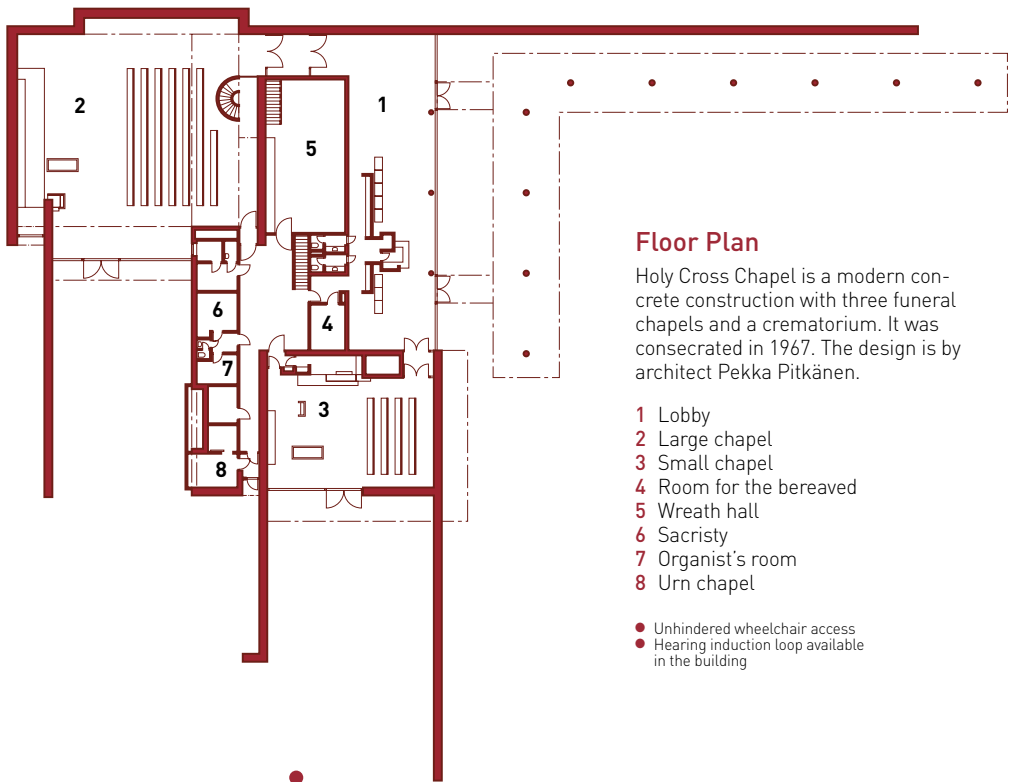 2
1
5
6
4
7
3
8
Floor Plan
Holy Cross Chapel is a modern con-
crete construction with three funeral
chapels and a crematorium. It was
consecrated in 1967. The design is by
architect Pekka Pitkänen.
1 Lobby
2 Large chapel
3 Small chapel
4 Room for the bereaved
5 Wreath hall
6 Sacristy
7 Organist's room
8 Urn chapel
● Unhindered wheelchair access
● Hearing induction loop available
in the building